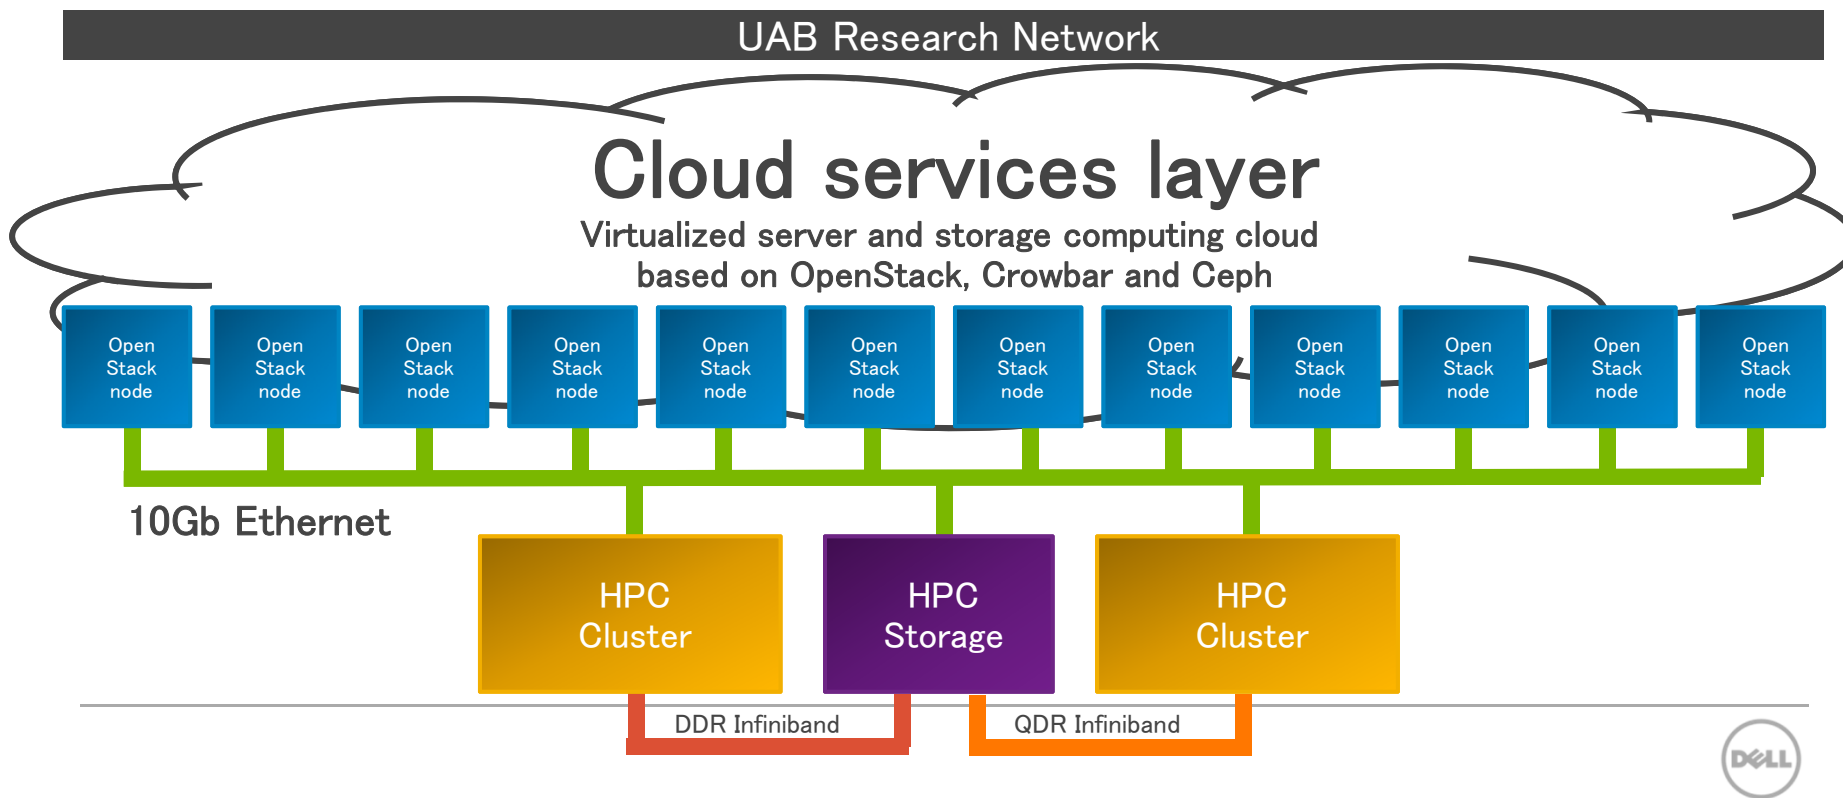 UAB Research Network
Cloud services layer
Virtualized server and storage computing cloud
based on OpenStack, Crowbar and Ceph
Open
Stack
node
Open
Stack
node
Open
Stack
node
Open
Stack
node
Open
Stack
node
Open
Stack
node
Open
Stack
node
Open
Stack
node
Open
Stack
node
Open
Stack
node
Open
Stack
node
Open
Stack
node
10Gb Ethernet
HPC
Cluster
HPC
Storage
HPC
Cluster
DDR Infiniband
QDR Infiniband
DELL